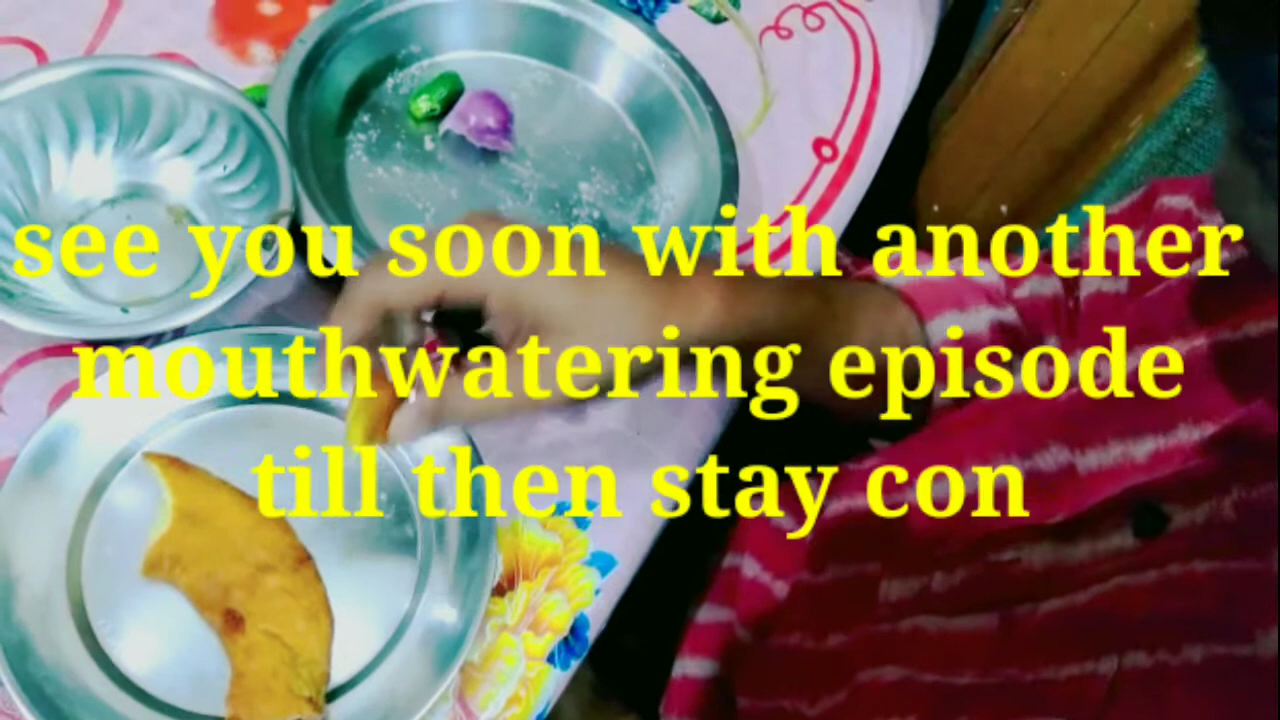 see you soon with another
mouthwatering episode
till then stay con